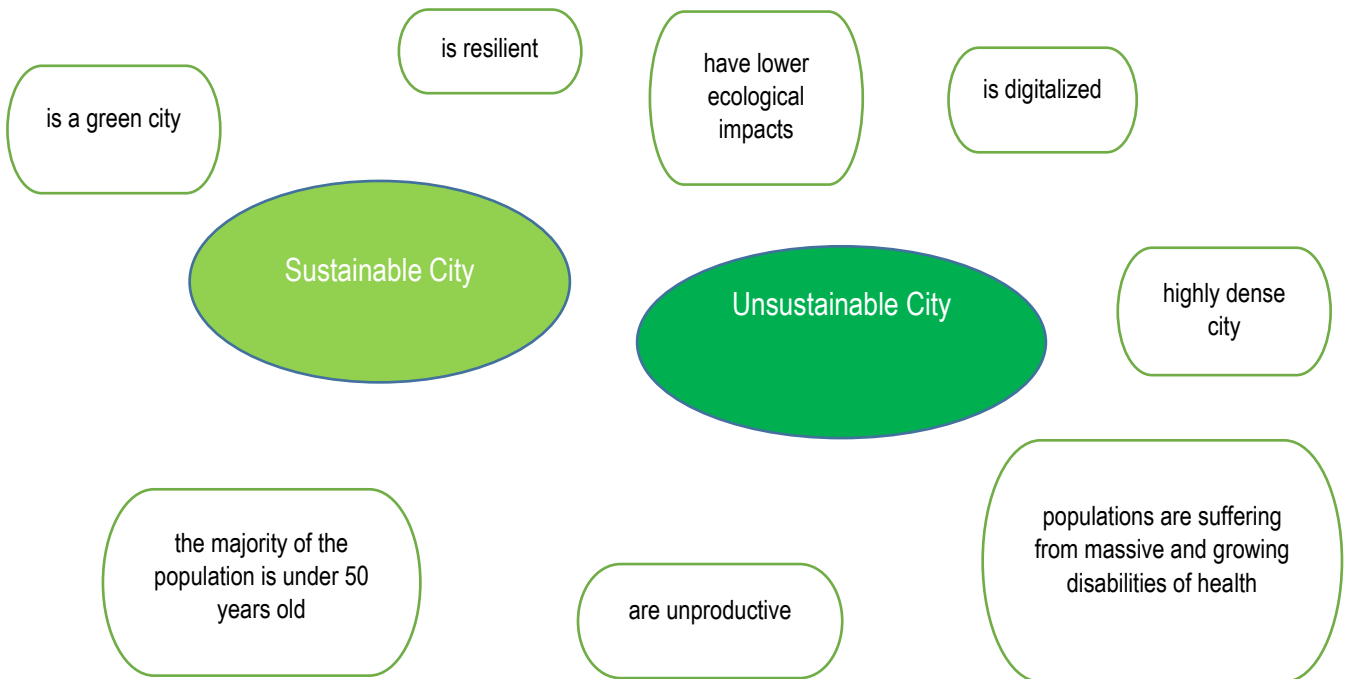 is resilient
have lower
ecological
impacts
is digitalized
is a green city
Sustainable City
Unsustainable City
highly dense
city
the majority of the
population is under 50
years old
are unproductive
populations are suffering
from massive and growing
disabilities of health